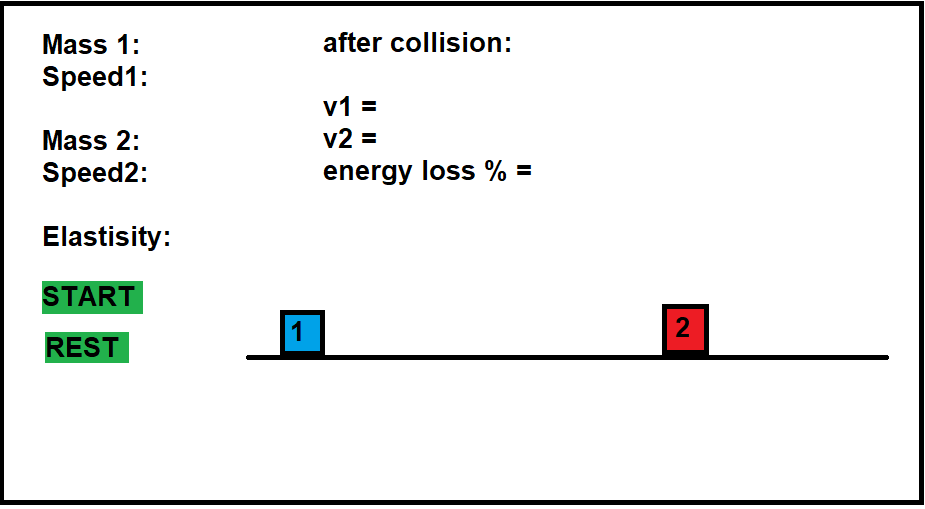 Mass 1:
Speed1:
Mass 2:
Speed2:
Elastisity:
START
REST
after collision:
v1 =
v2 =
energy loss % =
1
2